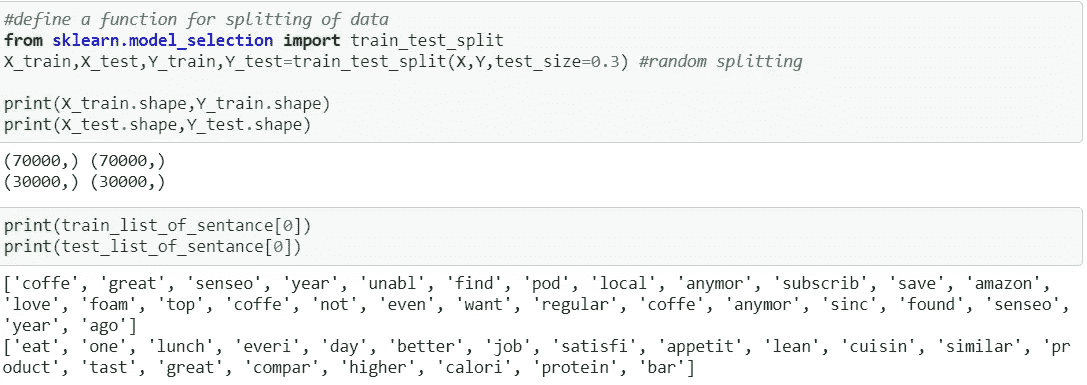 #define a function for splitting of data
from sklearn.model_selection import train_test_split
X_train,X_test,Y_train,Y_test=train_test_split(X,Y,test_size=0.3) #random splitting
print(X_train.shape,Y_train.shape)
print(X_test.shape,Y_test.shape)
(70000,) (70000,)
(30000,) (30000,)
print(train_list_of_sentance[0])
print(test_list_of_sentance[0])
['coffe', 'great', 'senseo', 'year', 'unabl', 'find', 'pod', 'local', 'anymor', 'subscrib', 'save', 'amazon',
'love', 'foam', 'top', 'coffe', 'not', 'even', 'want', 'regular', 'coffe', 'anymor', 'sinc', 'found', 'senseo',
'year', 'ago']
['eat', 'one', 'lunch', 'everi', 'day', 'better', 'job', 'satisfi', 'appetit', 'lean', 'cuisin', 'similar', 'pr
oduct', 'tast', 'great', 'compar', 'higher', 'calori', 'protein', 'bar']